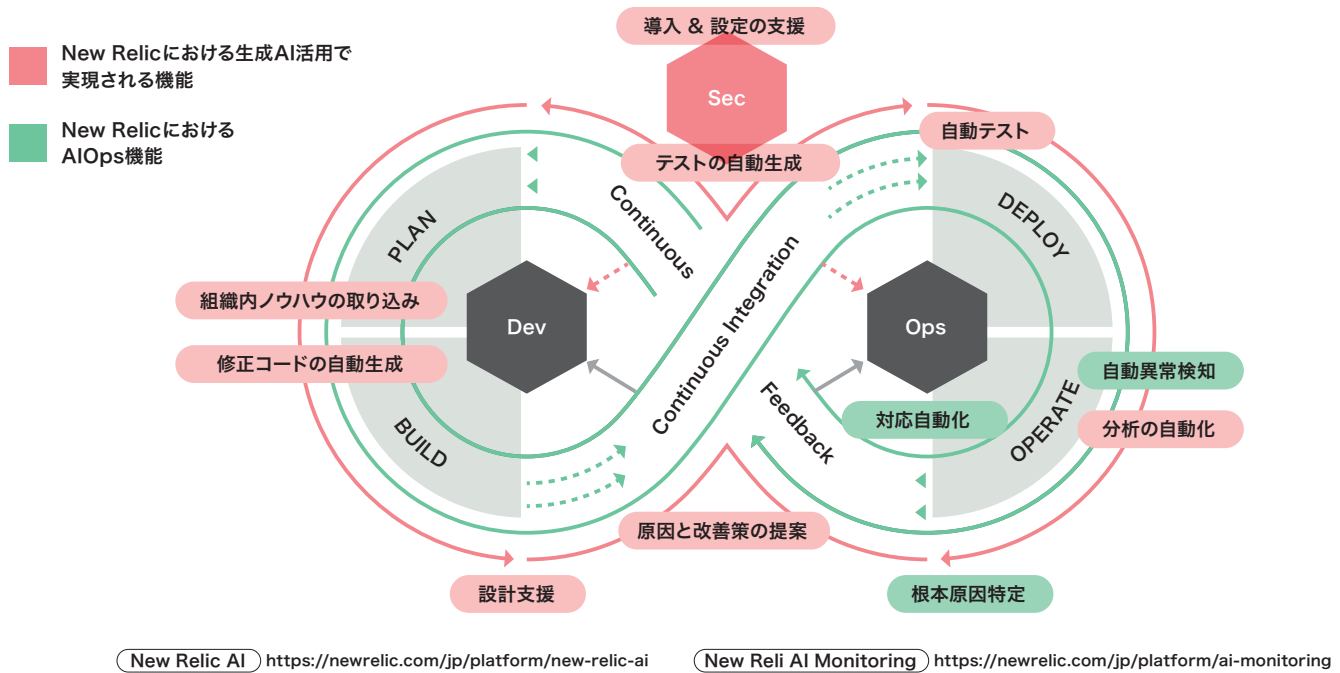 New Relicにおける生成AI活用で
実現される機能
New Relicにおける
AIOps機能
導入 & 設定の支援
Sec
テストの自動生成
自動テスト
Continuous
PLAN
DEPLOY
組織内ノウハウの取り込み
Dev
Continuous Integration
Ops
修正コードの自動生成
自動異常検知
BUILD
Feedback
対応自動化
OPERATE
分析の自動化
原因と改善策の提案
設計支援
根本原因特定
New Relic AI https://newrelic.com/jp/platform/new-relic-ai
New Reli AI Monitoring https://newrelic.com/jp/platform/ai-monitoring